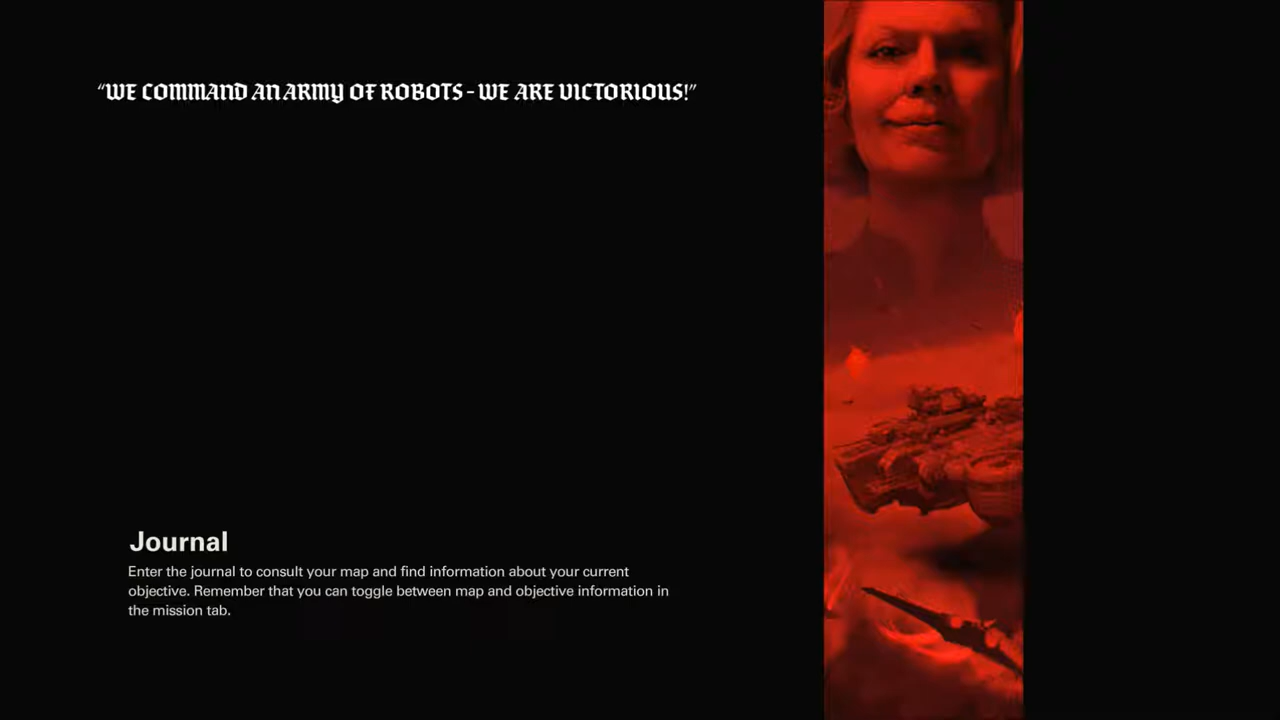 “WE COMMAND AN ARMY OF ROBOTS - WE ARE VICTORIOUS!”
Journal
Enter the journal to consult your map and find information about your current
objective. Remember that you can toggle between map and objective information in
the mission tab.